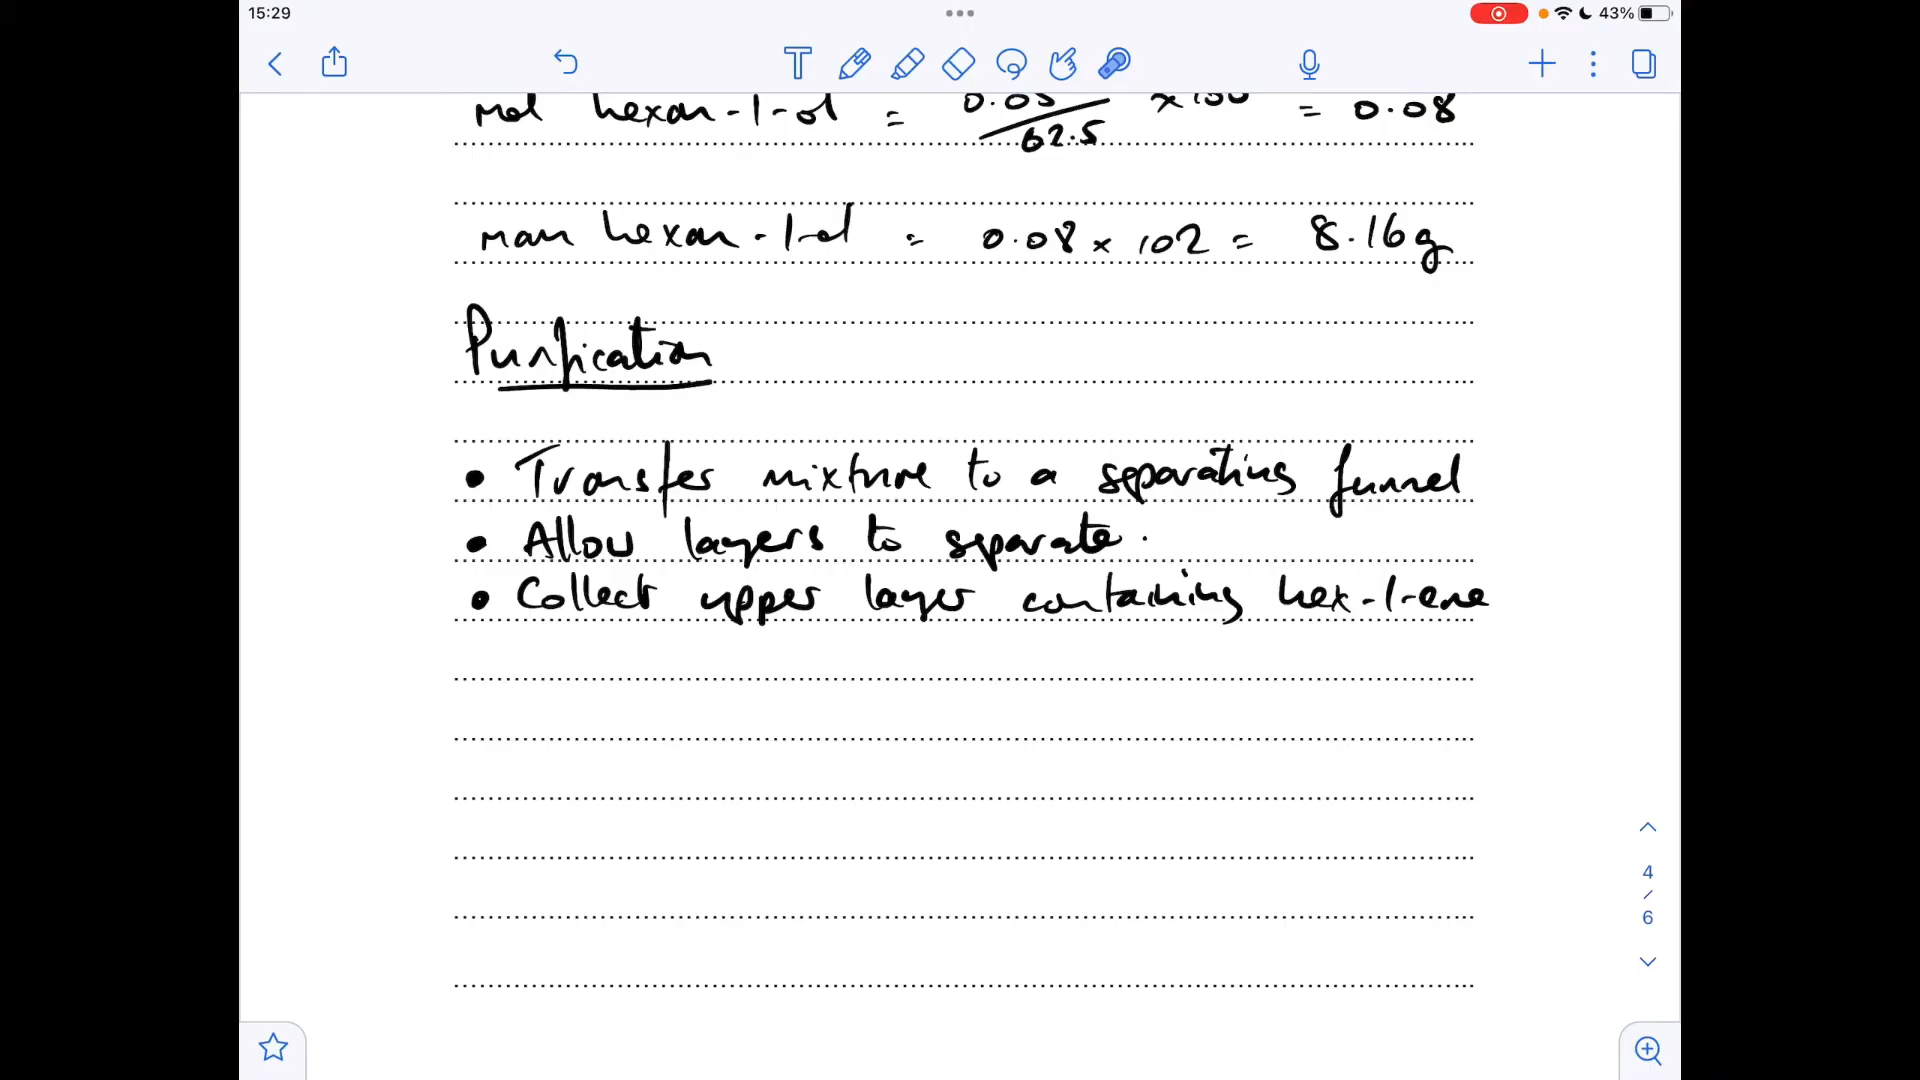 15:29
43%
mol hexan-1-ol = 0.05/62.5 × 100 = 0.08
mass hexan-1-ol = 0.08 × 102 = 8.16g
Purification
• Transfer mixture to a separating funnel
• Allow layers to separate.
• Collect upper layer containing hex-1-ene
4
/
6